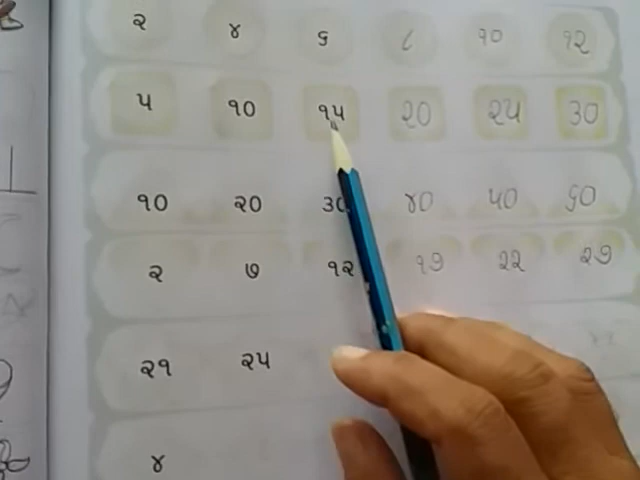 ૨ ૪ ૬ ૮ ૧૦ ૧૨
૫ ૧૦ ૧૫ ૨૦ ૨૫ ૩૦
૧૦ ૨૦ ૩૦ ૪૦ ૫૦ ૬૦
૨ ૭ ૧૨ ૧૭ ૨૨ ૨૭
૨૧ ૨૫
૪